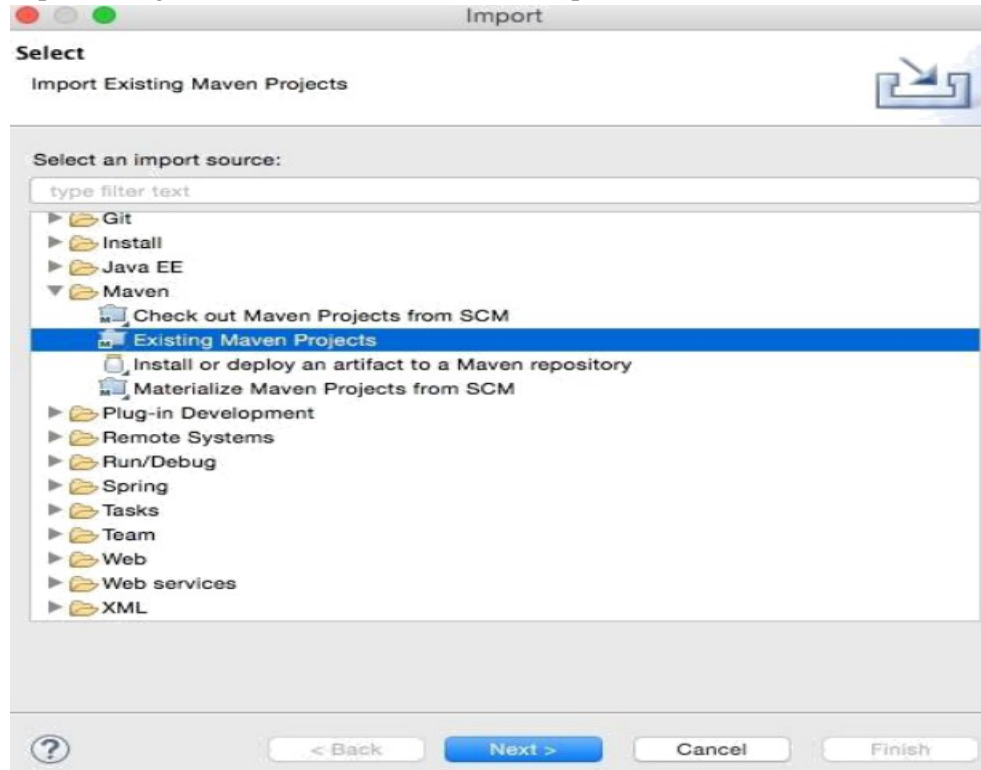 Import
Select
Import Existing Maven Projects
Select an import source:
type filter text
Git
Install
Java EE
Maven
Check out Maven Projects from SCM
Existing Maven Projects
Install or deploy an artifact to a Maven repository
Materialize Maven Projects from SCM
Plug-in Development
Remote Systems
Run/Debug
Spring
Tasks
Team
Web
Web services
XML
? < Back Next > Cancel Finish